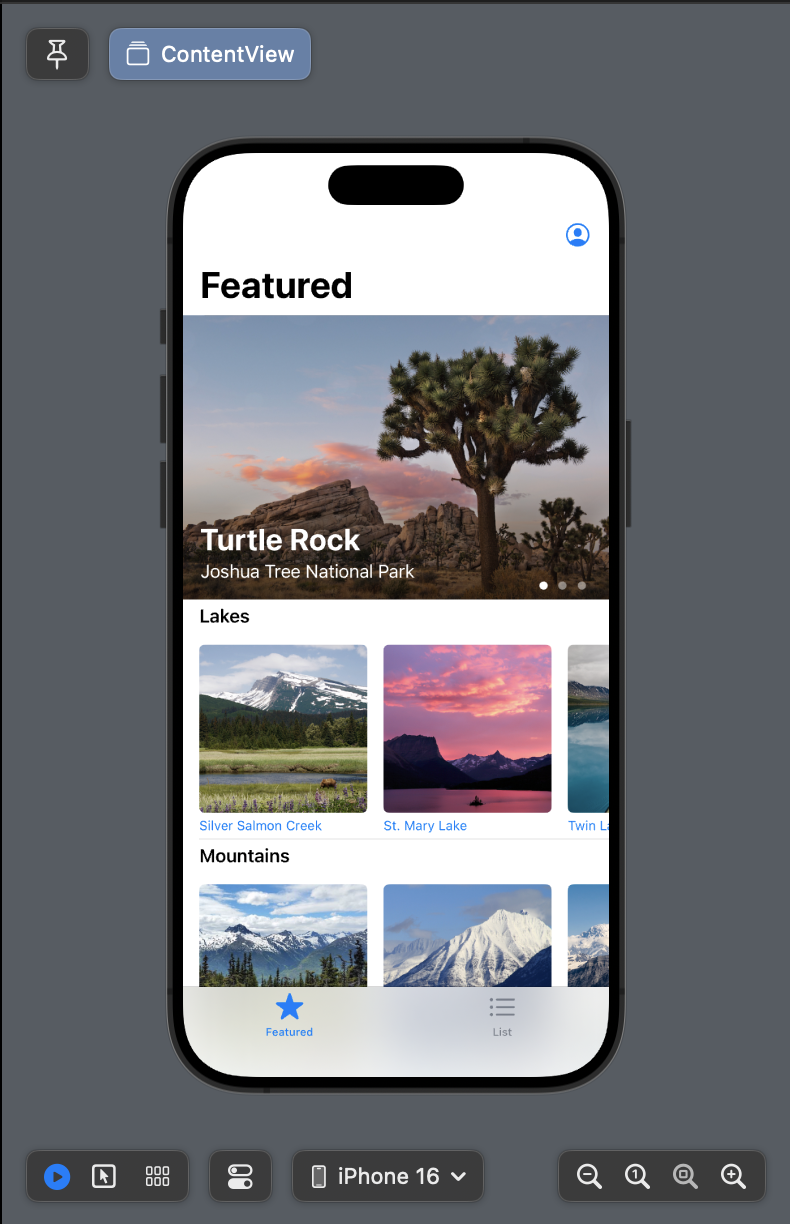 ContentView
Featured
Turtle Rock
Joshua Tree National Park
Lakes
Silver Salmon Creek
St. Mary Lake
Twin La
Mountains
Featured
List
iPhone 16
1